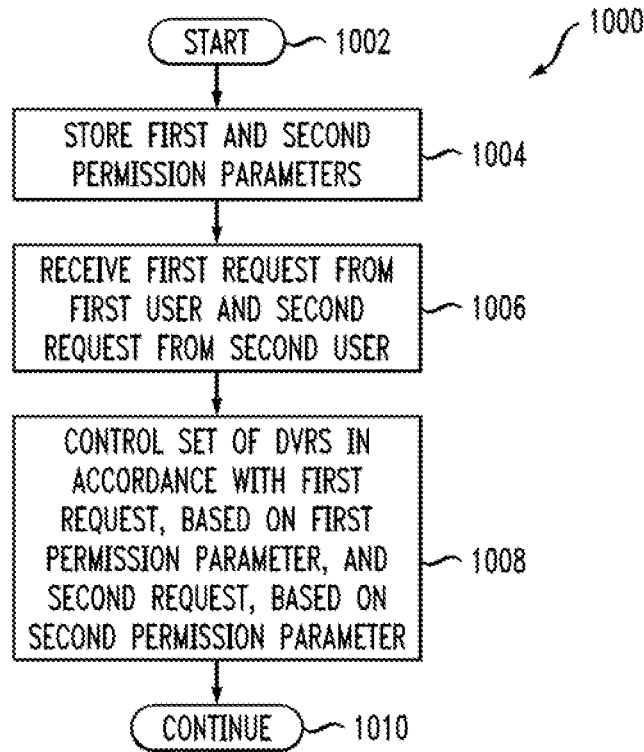 1000
START
1002
STORE FIRST AND SECOND
PERMISSION PARAMETERS
1004
RECEIVE FIRST REQUEST FROM
FIRST USER AND SECOND
REQUEST FROM SECOND USER
1006
CONTROL SET OF DVRS IN
ACCORDANCE WITH FIRST
REQUEST, BASED ON FIRST
PERMISSION PARAMETER, AND
SECOND REQUEST, BASED ON
SECOND PERMISSION PARAMETER
1008
CONTINUE
1010